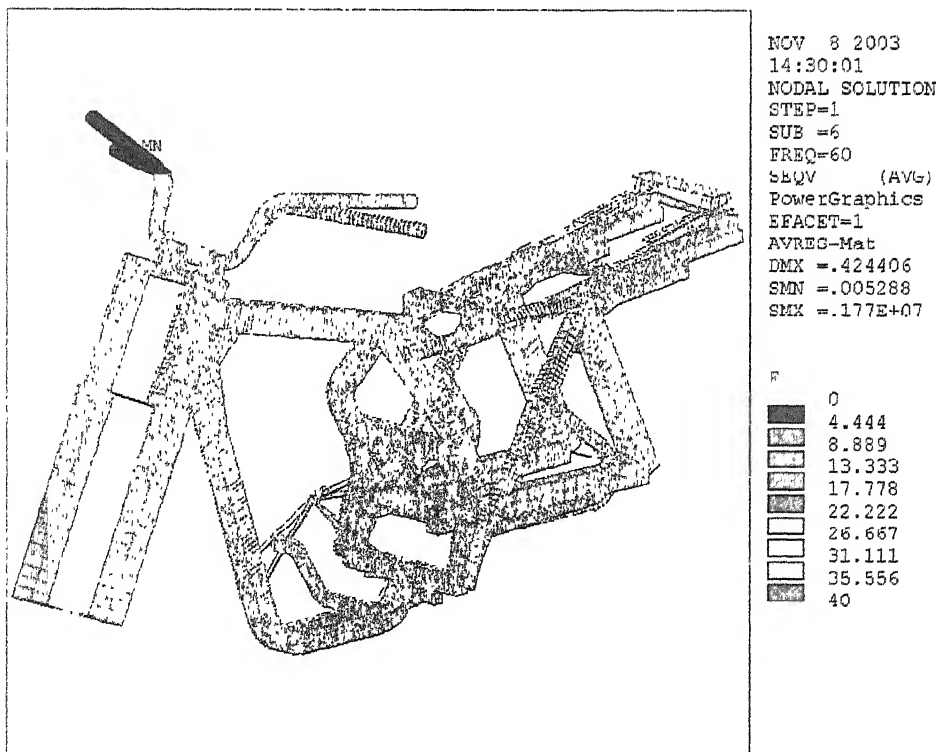 MN
NOV 8 2003
14:30:01
NODAL SOLUTION
STEP=1
SUB =6
FREQ=60
SEQV (AVG)
PowerGraphics
EFACET=1
AVRES=Mat
DMX =.424406
SMN =.005288
SMX =.177E+07
F
0
4.444
8.889
13.333
17.778
22.222
26.667
31.111
35.556
40